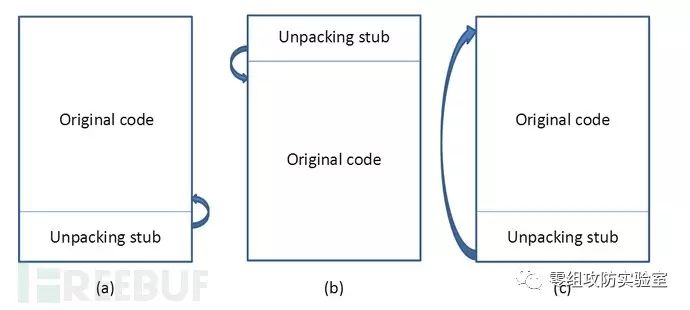 Original code
Unpacking stub
(a)
Unpacking stub
Original code
(b)
Original code
Unpacking stub
(c)
FREEBUF
零组攻防实验室